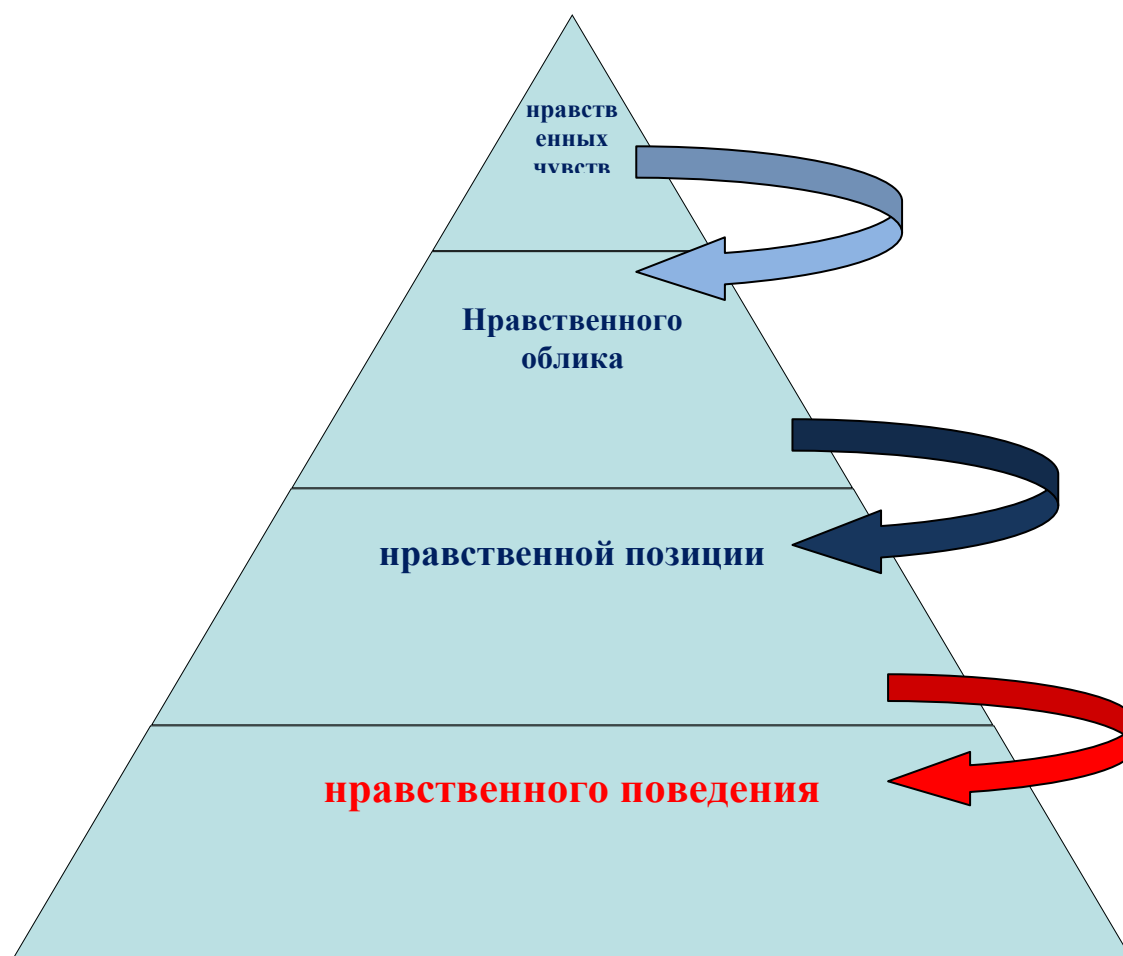 нравств
енных
чувств
Нравственного
облика
нравственной позиции
нравственного поведения